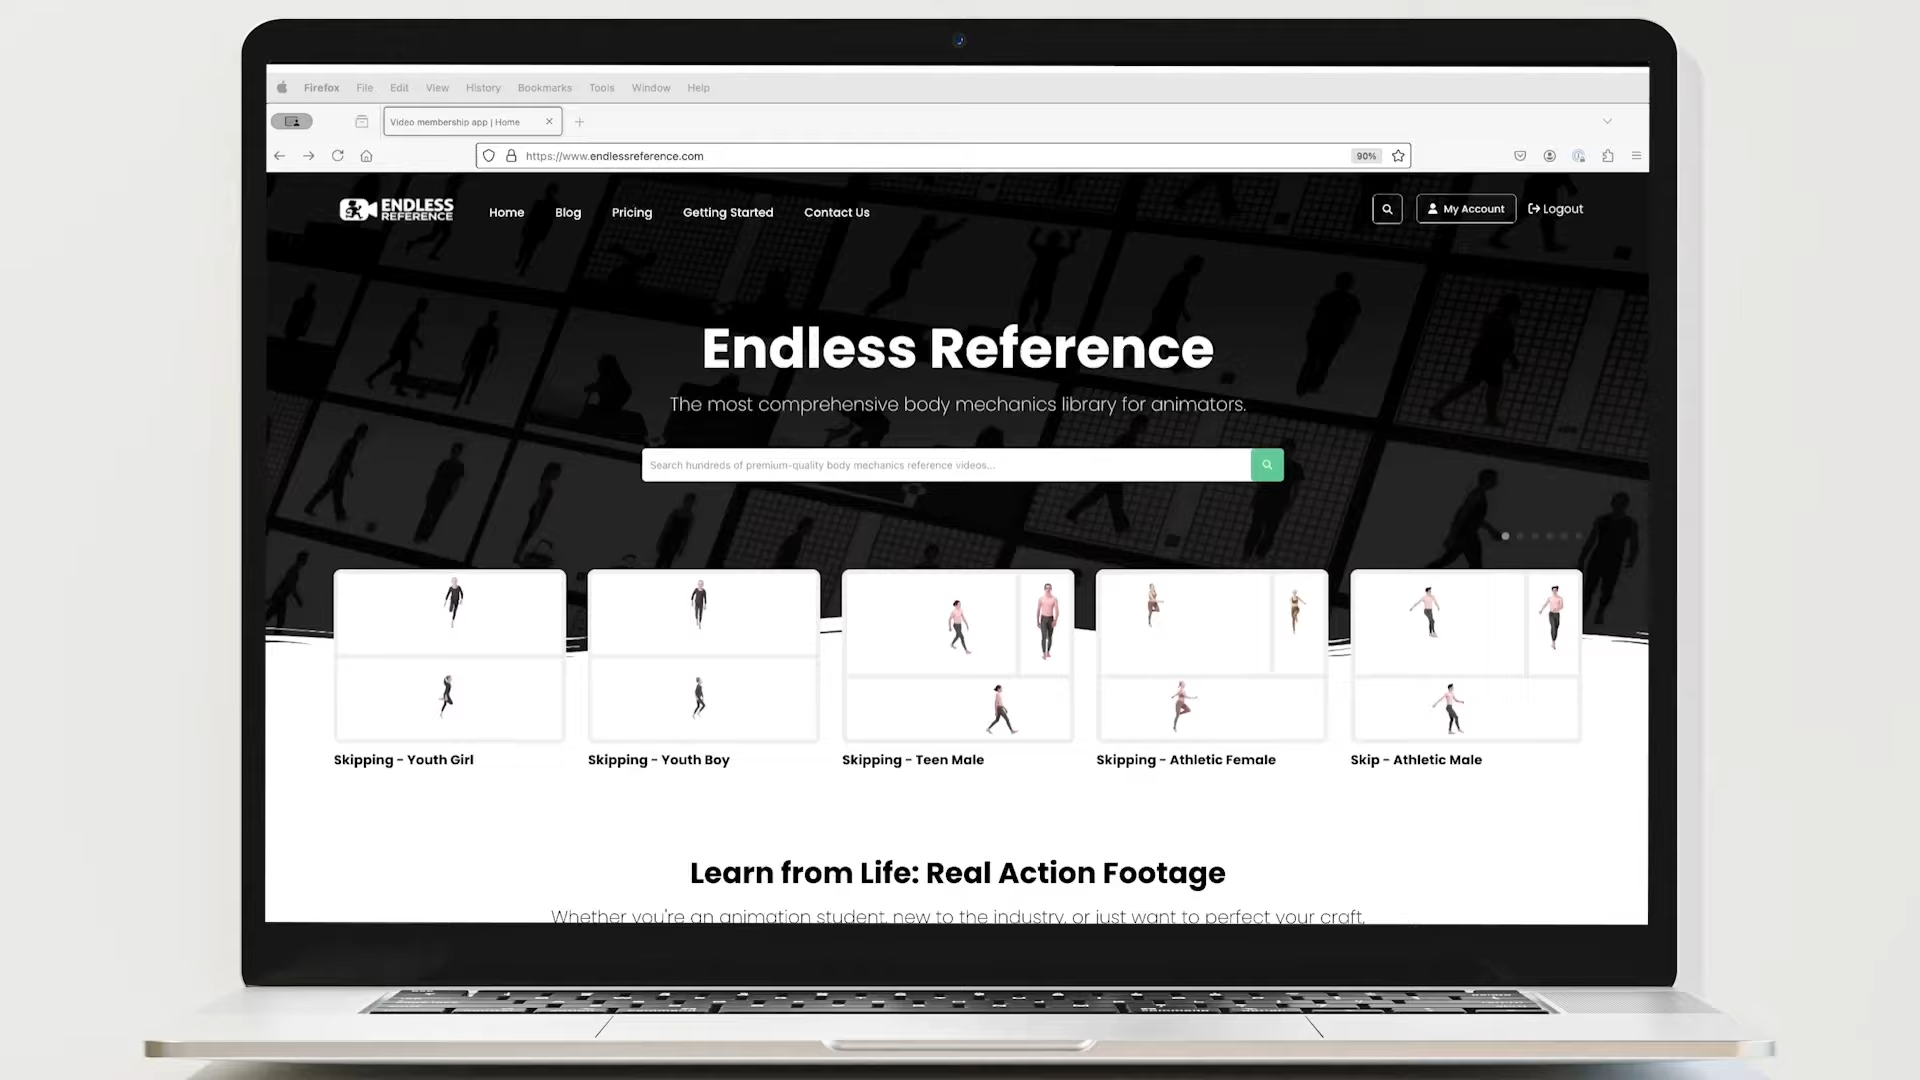 Firefox File Edit View History Bookmarks Tools Window Help
Video membership app | Home
https://www.endlessreference.com
90%
ENDLESS
REFERENCE
Home Blog Pricing Getting Started Contact Us
My Account Logout
Endless Reference
The most comprehensive body mechanics library for animators.
Search hundreds of premium-quality body mechanics reference videos...
Skipping - Youth Girl
Skipping - Youth Boy
Skipping - Teen Male
Skipping - Athletic Female
Skip - Athletic Male
Learn from Life: Real Action Footage
Whether you're an animation student, new to the industry, or just want to perfect your craft,